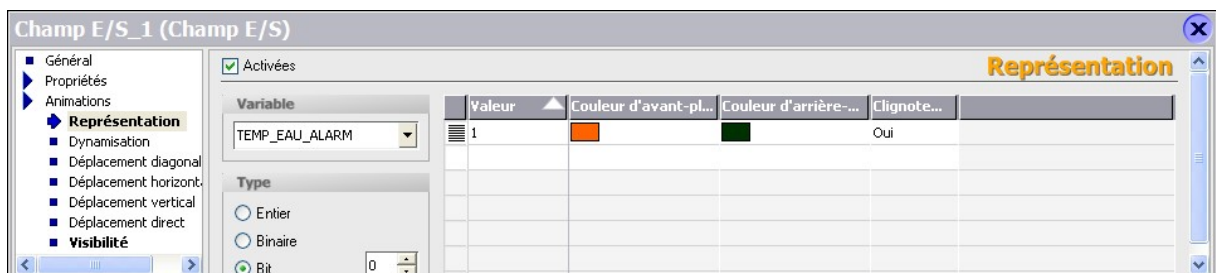 Champ E/S_1 (Champ E/S)
Général
Propriétés
Animations
Représentation
Dynamisation
Déplacement diagonal
Déplacement horizont
Déplacement vertical
Déplacement direct
Visibilité
Activées
Représentation
Variable
TEMP_EAU_ALARM
Type
Entier
Binaire
Bit 0
Valeur Couleur d'avant-pl... Couleur d'arrière-... Clignote...
1 Oui